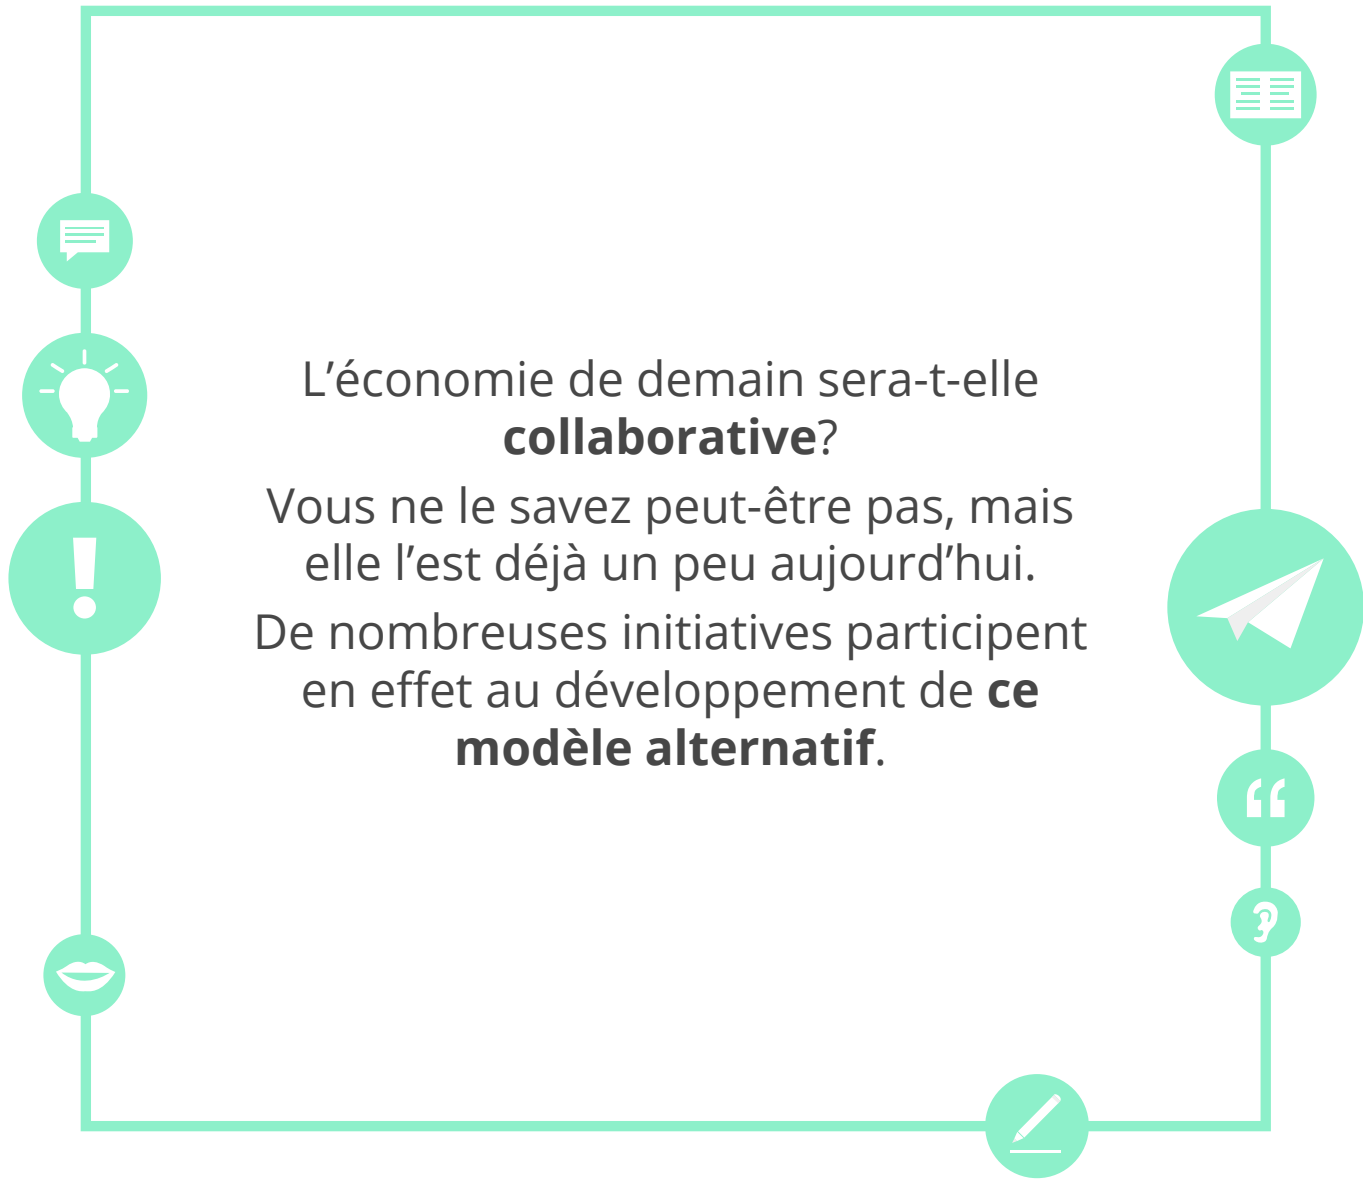 L’économie de demain sera-t-elle
collaborative?
Vous ne le savez peut-être pas, mais
elle l’est déjà un peu aujourd’hui.
De nombreuses initiatives participent
en effet au développement de ce
modèle alternatif.